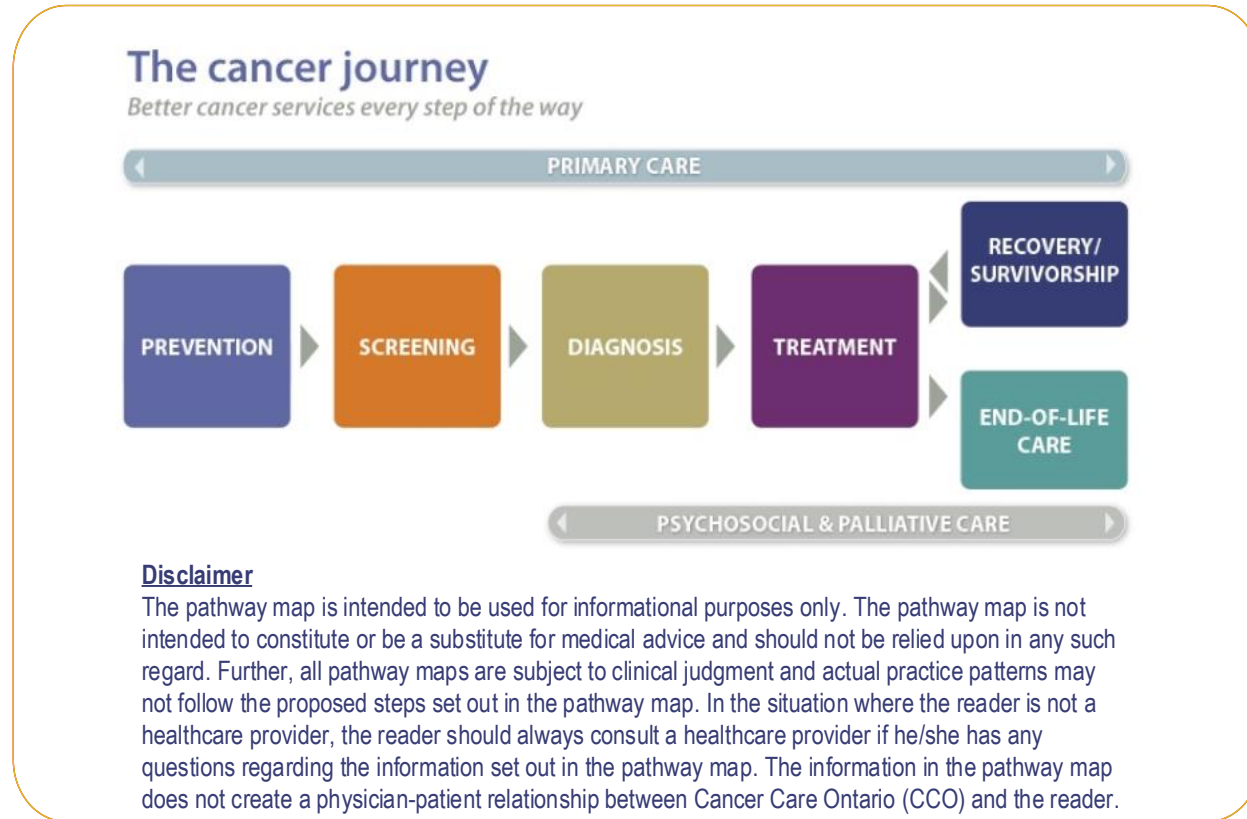 The cancer journey
Better cancer services every step of the way
PRIMARY CARE
PREVENTION
SCREENING
DIAGNOSIS
TREATMENT
RECOVERY/
SURVIVORSHIP
END-OF-LIFE
CARE
PSYCHOSOCIAL & PALLIATIVE CARE
Disclaimer
The pathway map is intended to be used for informational purposes only. The pathway map is not
intended to constitute or be a substitute for medical advice and should not be relied upon in any such
regard. Further, all pathway maps are subject to clinical judgment and actual practice patterns may
not follow the proposed steps set out in the pathway map. In the situation where the reader is not a
healthcare provider, the reader should always consult a healthcare provider if he/she has any
questions regarding the information set out in the pathway map. The information in the pathway map
does not create a physician-patient relationship between Cancer Care Ontario (CCO) and the reader.